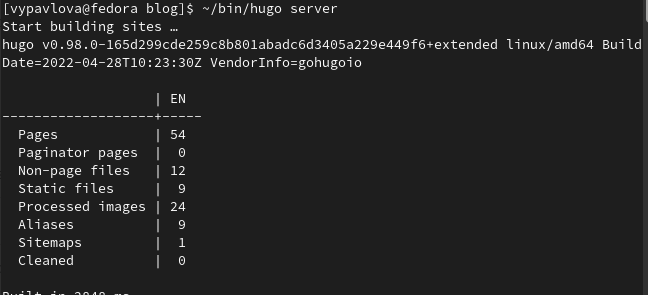 [vypavlova@fedora blog]$ ~/bin/hugo server
Start building sites …
hugo v0.98.0-165d299cde259c8b801abadc6d3405a229e449f6+extended linux/amd64 Build
Date=2022-04-28T10:23:30Z VendorInfo=gohugoio
| EN
-------------------+-----
Pages | 54
Paginator pages | 0
Non-page files | 12
Static files | 9
Processed images | 24
Aliases | 9
Sitemaps | 1
Cleaned | 0
Built in